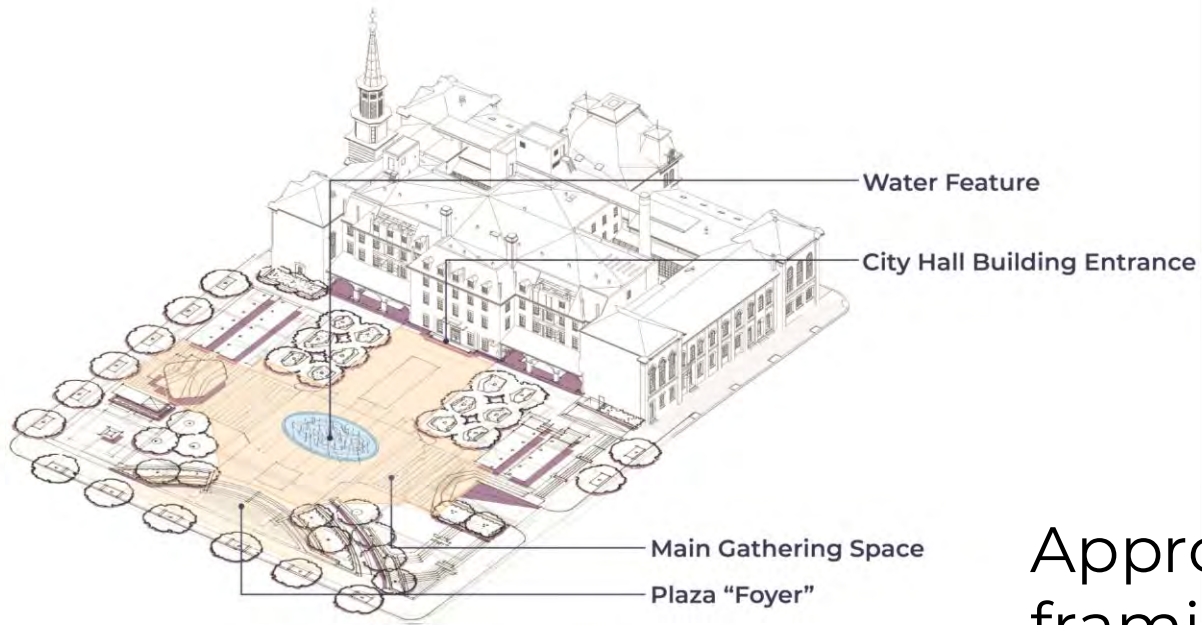 Water Feature
City Hall Building Entrance
Main Gathering Space
Plaza “Foyer”